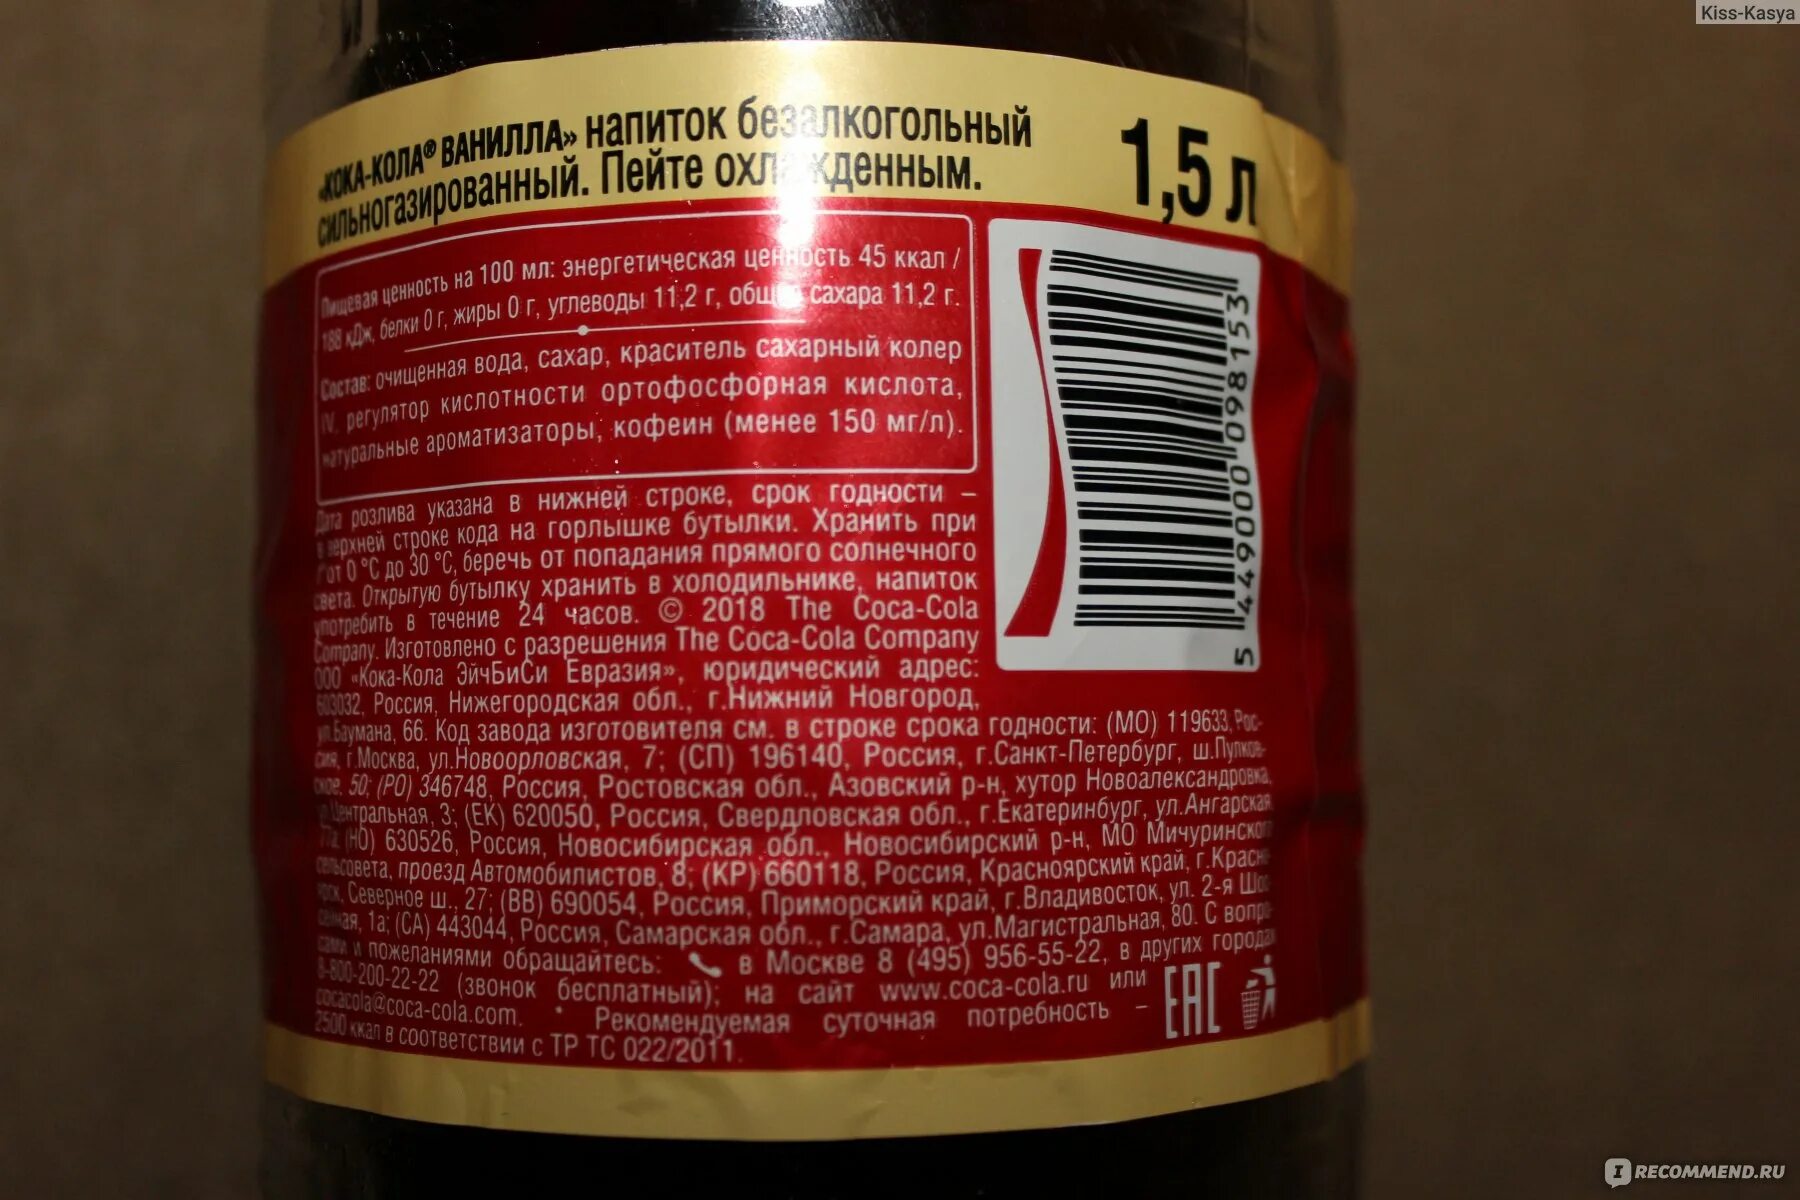 Kiss-Kasya
«КОКА-КОЛА® ВАНИЛЛА» напиток безалкогольный
сильногазированный. Пейте охлажденным.
1,5 л
Пищевая ценность на 100 мл: энергетическая ценность 45 ккал /
188 кДж, белки 0 г, жиры 0 г, углеводы 11,2 г, общие сахара 11,2 г.
Состав: очищенная вода, сахар, краситель сахарный колер
IV, регулятор кислотности ортофосфорная кислота,
натуральные ароматизаторы, кофеин (менее 150 мг/л).
Дата розлива указана в нижней строке, срок годности –
в верхней строке кода на горлышке бутылки. Хранить при
t° от 0 °C до 30 °C, беречь от попадания прямого солнечного
света. Открытую бутылку хранить в холодильнике, напиток
употребить в течение 24 часов. © 2018 The Coca-Cola
Company. Изготовлено с разрешения The Coca-Cola Company
ООО «Кока-Кола ЭйчБиСи Евразия», юридический адрес:
603032, Россия, Нижегородская обл., г.Нижний Новгород,
ул.Баумана, 66. Код завода изготовителя см. в строке срока годности: (МО) 119633, Рос-
сия, г.Москва, ул.Новоорловская, 7; (СП) 196140, Россия, г.Санкт-Петербург, ш.Пулков-
ское, 50; (РО) 346748, Россия, Ростовская обл., Азовский р-н, хутор Новоалександровка,
ул.Центральная, 3; (ЕК) 620050, Россия, Свердловская обл., г.Екатеринбург, ул.Ангарская,
77а; (НО) 630526, Россия, Новосибирская обл., Новосибирский р-н, МО Мичуринского
сельсовета, проезд Автомобилистов, 8; (КР) 660118, Россия, Красноярский край, г.Красно-
ярск, Северное ш., 27; (ВВ) 690054, Россия, Приморский край, г.Владивосток, ул. 2-я Шос-
сейная, 1а; (СА) 443044, Россия, Самарская обл., г.Самара, ул.Магистральная, 80. С вопро-
сами и пожеланиями обращайтесь: в Москве 8 (495) 956-55-22, в других городах
8-800-200-22-22 (звонок бесплатный); на сайт www.coca-cola.ru или
cocacola@coca-cola.com. * Рекомендуемая суточная потребность –
2500 ккал в соответствии с ТР ТС 022/2011.
5 449000 098153
EAC
IRECOMMEND.RU